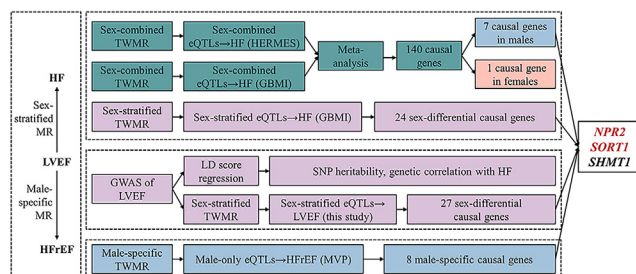 HF
Sex-
stratified
MR
LVEF
Male-
specific
MR
HFrEF
Sex-combined
TWMR
Sex-combined
eQTLs→HF (HERMES)
Sex-combined
TWMR
Sex-combined
eQTLs→HF (GBMI)
Meta-
analysis
140 causal
genes
7 causal genes
in males
1 causal gene
in females
Sex-stratified
TWMR
Sex-stratified eQTLs→HF (GBMI)
24 sex-differential causal genes
GWAS of
LVEF
LD score
regression
SNP heritability, genetic correlation with HF
Sex-stratified
TWMR
Sex-stratified eQTLs→
LVEF (this study)
27 sex-differential
causal genes
Male-specific
TWMR
Male-only eQTLs→HFrEF (MVP)
8 male-specific causal genes
NPR2
SORT1
SHMT1